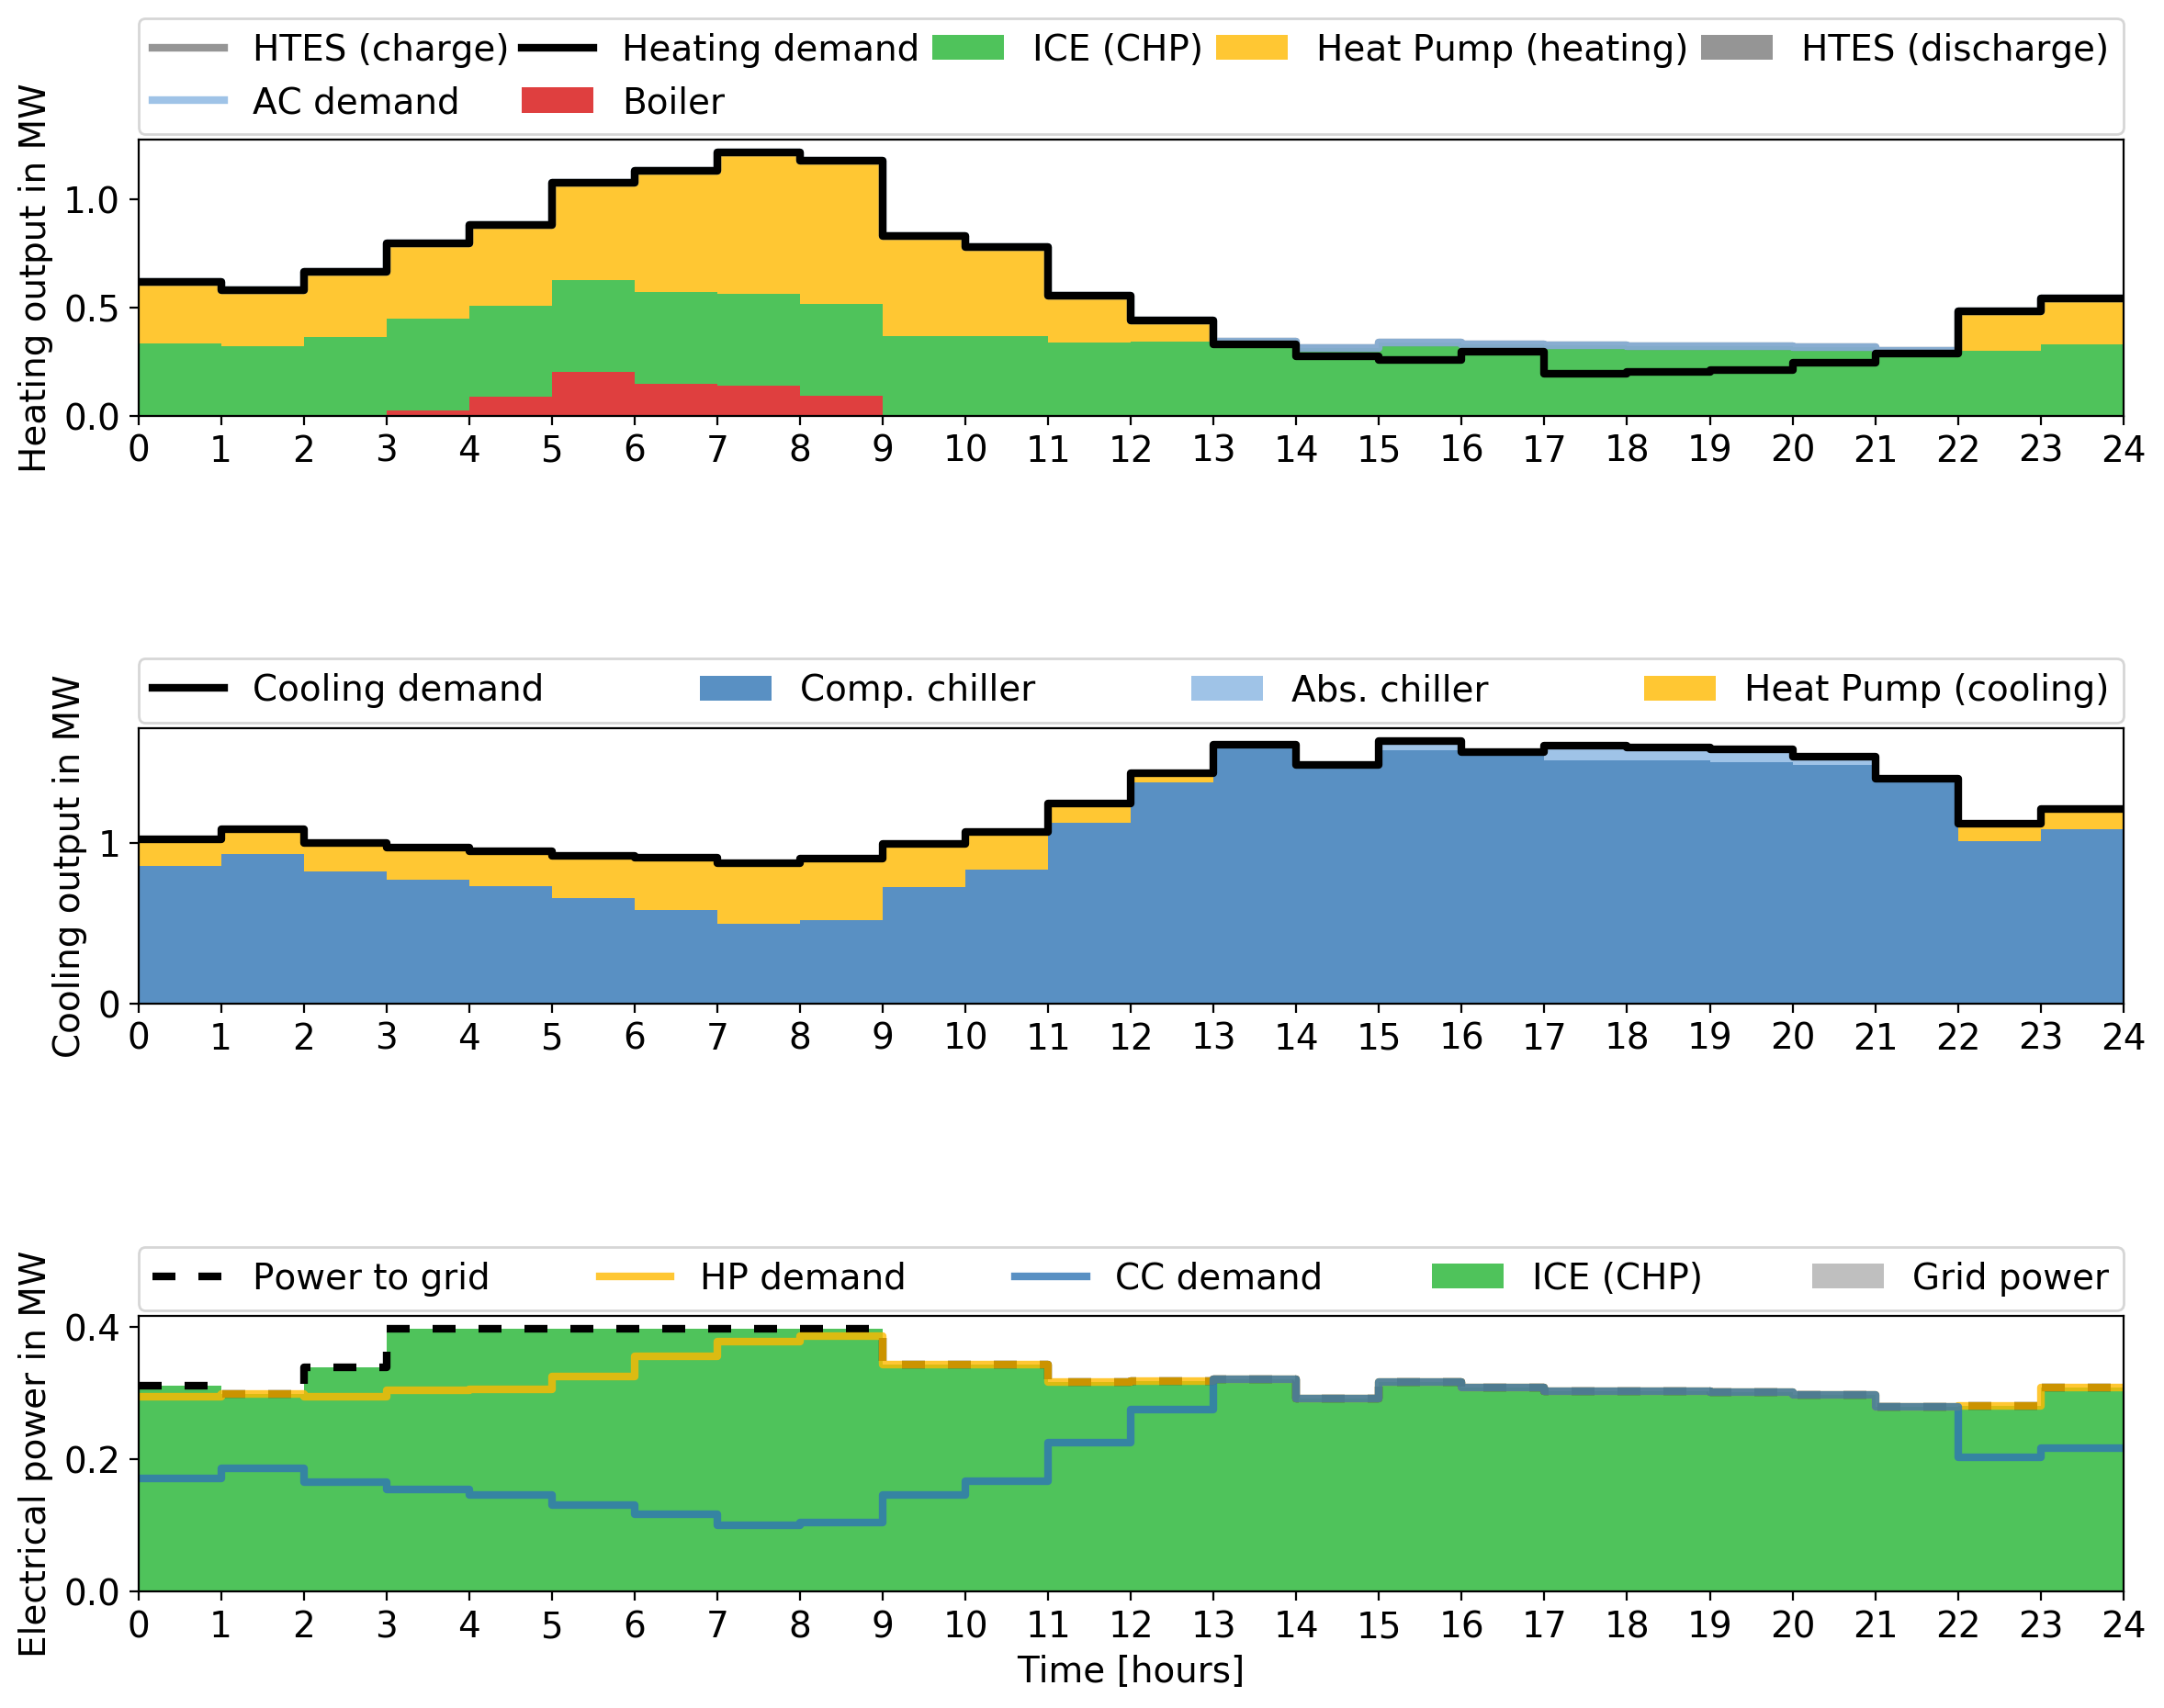 HTES (charge) Heating demand ICE (CHP) Heat Pump (heating) HTES (discharge)
AC demand Boiler
Heating output in MW
1.0
0.5
0.0
0 1 2 3 4 5 6 7 8 9 10 11 12 13 14 15 16 17 18 19 20 21 22 23 24
Cooling demand Comp. chiller Abs. chiller Heat Pump (cooling)
Cooling output in MW
1
0
0 1 2 3 4 5 6 7 8 9 10 11 12 13 14 15 16 17 18 19 20 21 22 23 24
Power to grid HP demand CC demand ICE (CHP) Grid power
Electrical power in MW
0.4
0.2
0.0
0 1 2 3 4 5 6 7 8 9 10 11 12 13 14 15 16 17 18 19 20 21 22 23 24
Time [hours]